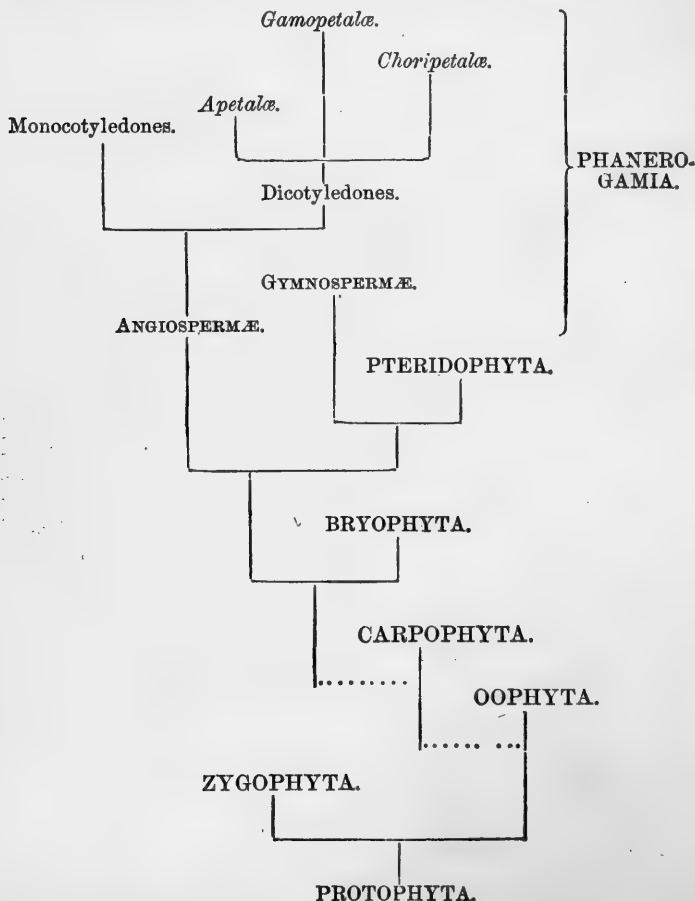 Gamopetalæ.
Choripetalæ.
Apetalæ.
Monocotyledones.
PHANERO-
GAMIA.
Dicotyledones.
GYMNOSPERMÆ.
ANGIOSPERMÆ.
PTERIDOPHYTA.
BRYOPHYTA.
CARPOPHYTA.
OOPHYTA.
ZYGOPHYTA.
PROTOPHYTA.